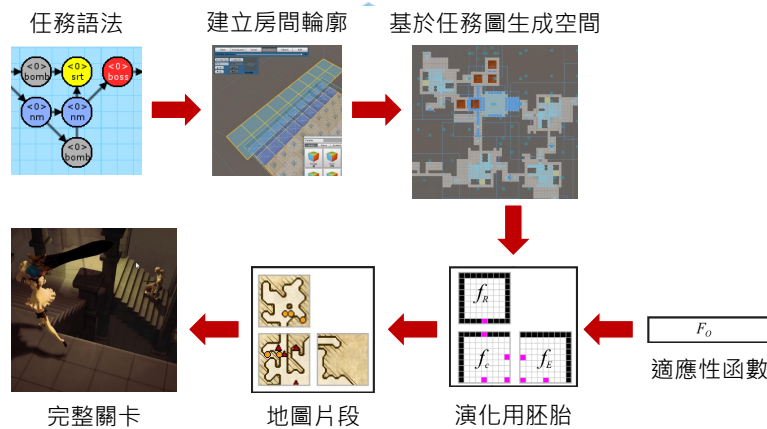 任務語法
建立房間輪廓
基於任務圖生成空間
<0>
bomb
<0>
srt
<0>
boss
<0>
nm
<0>
nm
<0>
bomb
f_R
f_c
f_E
F_O
適應性函數
完整關卡
地圖片段
演化用胚胎